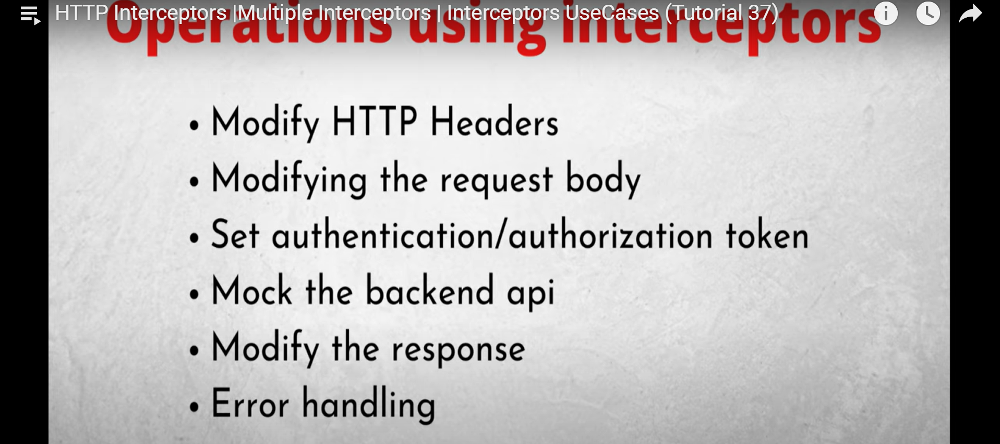 HTTP Interceptors |Multiple Interceptors | Interceptors UseCases (Tutorial 37)
Operations using interceptors
• Modify HTTP Headers
• Modifying the request body
• Set authentication/authorization token
• Mock the backend api
• Modify the response
• Error handling